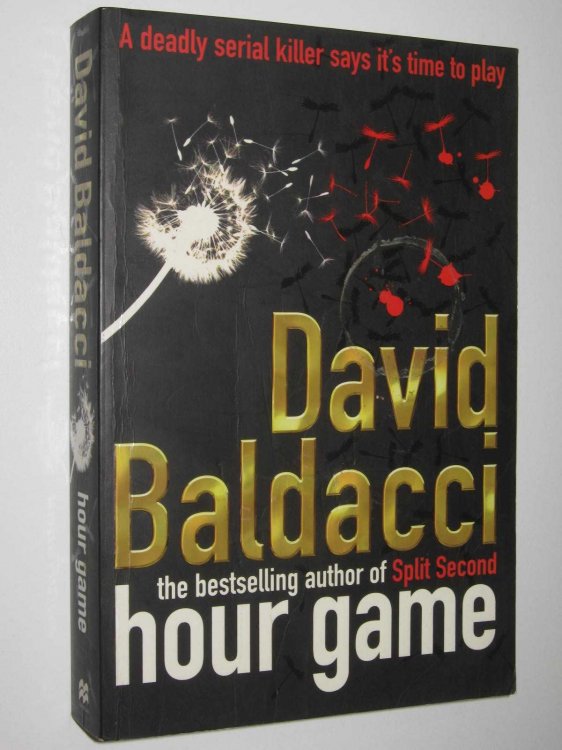 A deadly serial killer says it's time to play
David
Baldacci
the bestselling author of Split Second
hour game
David Baldacci
hour game